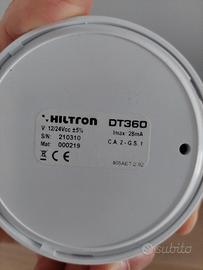 HILTRON DT360
V: 12/24Vcc ±5% Imax: 28mA
S/N: 210310 C.A. 2 - G.S. 1
Mat: 000219
subito